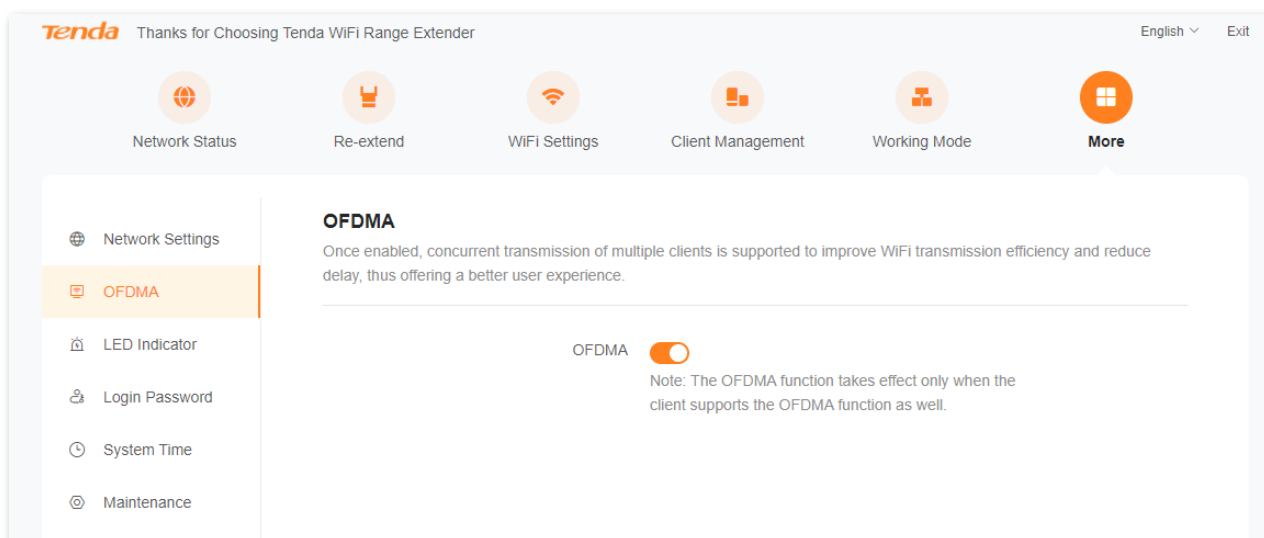 Tenda Thanks for Choosing Tenda WiFi Range Extender English Exit
Network Status Re-extend WiFi Settings Client Management Working Mode More
Network Settings
OFDMA
LED Indicator
Login Password
System Time
Maintenance
OFDMA
Once enabled, concurrent transmission of multiple clients is supported to improve WiFi transmission efficiency and reduce
delay, thus offering a better user experience.
OFDMA
Note: The OFDMA function takes effect only when the
client supports the OFDMA function as well.